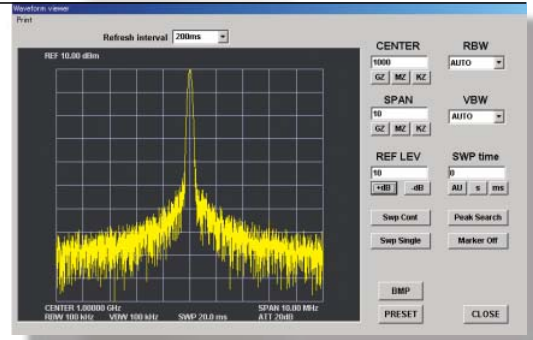 Waveform viewer
Print
Refresh interval 200ms
REF 10.00 dBm
CENTER 1.00000 GHz SPAN 10.00 MHz
RBW 100 kHz VBW 100 kHz SWP 20.0 ms ATT 20dB
CENTER RBW
1000 AUTO
GZ MZ KZ
SPAN VBW
10 AUTO
GZ MZ KZ
REF LEV SWP time
10 0
+dB -dB AU s ms
Swp Cont Peak Search
Swp Single Marker Off
BMP
PRESET CLOSE